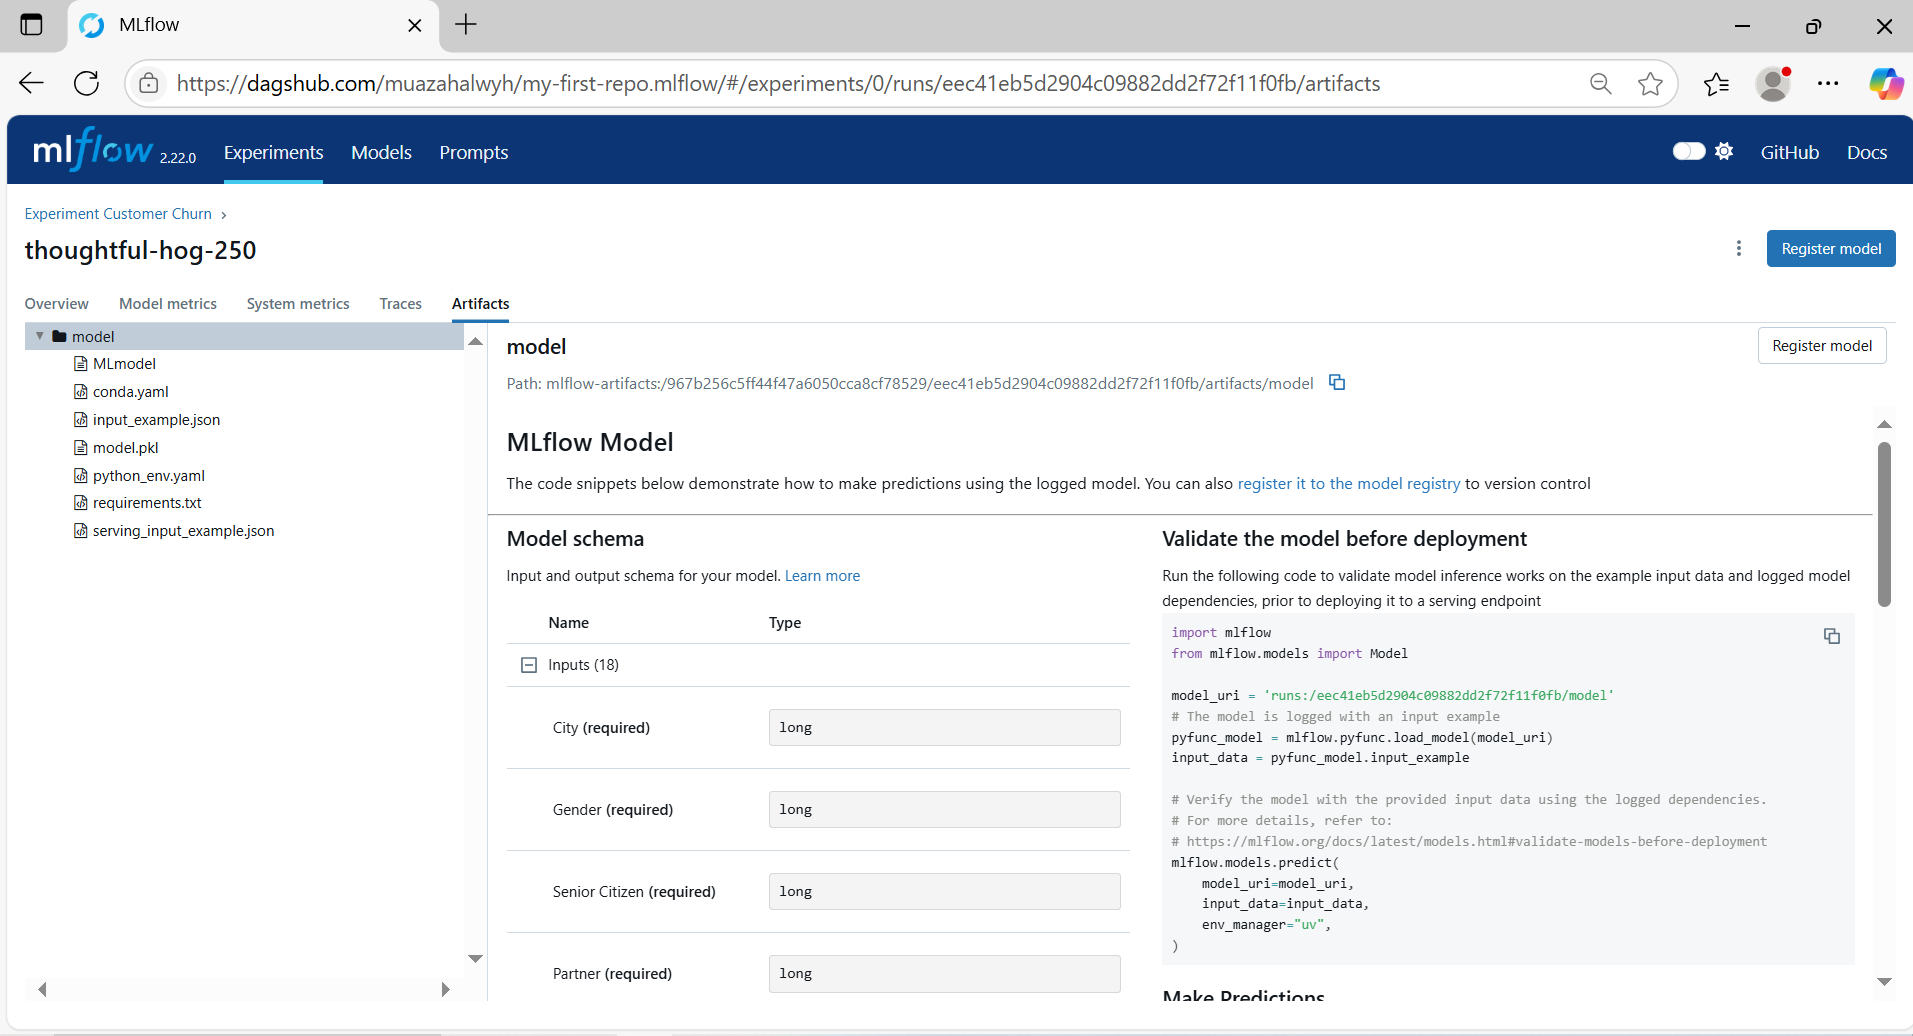 MLflow
https://dagshub.com/muazahalwyh/my-first-repo.mlflow/#/experiments/0/runs/eec41eb5d2904c09882dd2f72f11f0fb/artifacts
mlflow 2.22.0 Experiments Models Prompts GitHub Docs
Experiment Customer Churn
thoughtful-hog-250
Register model
Overview Model metrics System metrics Traces Artifacts
model
MLmodel
conda.yaml
input_example.json
model.pkl
python_env.yaml
requirements.txt
serving_input_example.json
model
Register model
Path: mlflow-artifacts:/967b256c5ff44f47a6050cca8cf78529/eec41eb5d2904c09882dd2f72f11f0fb/artifacts/model
MLflow Model
The code snippets below demonstrate how to make predictions using the logged model. You can also register it to the model registry to version control
Model schema
Input and output schema for your model. Learn more
Name Type
Inputs (18)
City (required) long
Gender (required) long
Senior Citizen (required) long
Partner (required) long
Validate the model before deployment
Run the following code to validate model inference works on the example input data and logged model
dependencies, prior to deploying it to a serving endpoint
import mlflow
from mlflow.models import Model
model_uri = 'runs:/eec41eb5d2904c09882dd2f72f11f0fb/model'
# The model is logged with an input example
pyfunc_model = mlflow.pyfunc.load_model(model_uri)
input_data = pyfunc_model.input_example
# Verify the model with the provided input data using the logged dependencies.
# For more details, refer to:
# https://mlflow.org/docs/latest/models.html#validate-models-before-deployment
mlflow.models.predict(
    model_uri=model_uri,
    input_data=input_data,
    env_manager="uv",
)
Make Predictions